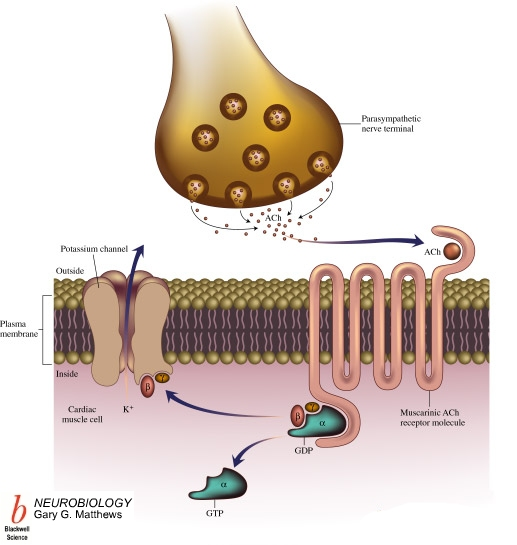 Parasympathetic
nerve terminal
ACh
Potassium channel
ACh
Outside
Plasma
membrane
Inside
β
γ
Cardiac
muscle cell
K⁺
β
γ
α
GDP
Muscarinic ACh
receptor molecule
α
GTP
b
Blackwell
Science
NEUROBIOLOGY
Gary G. Matthews